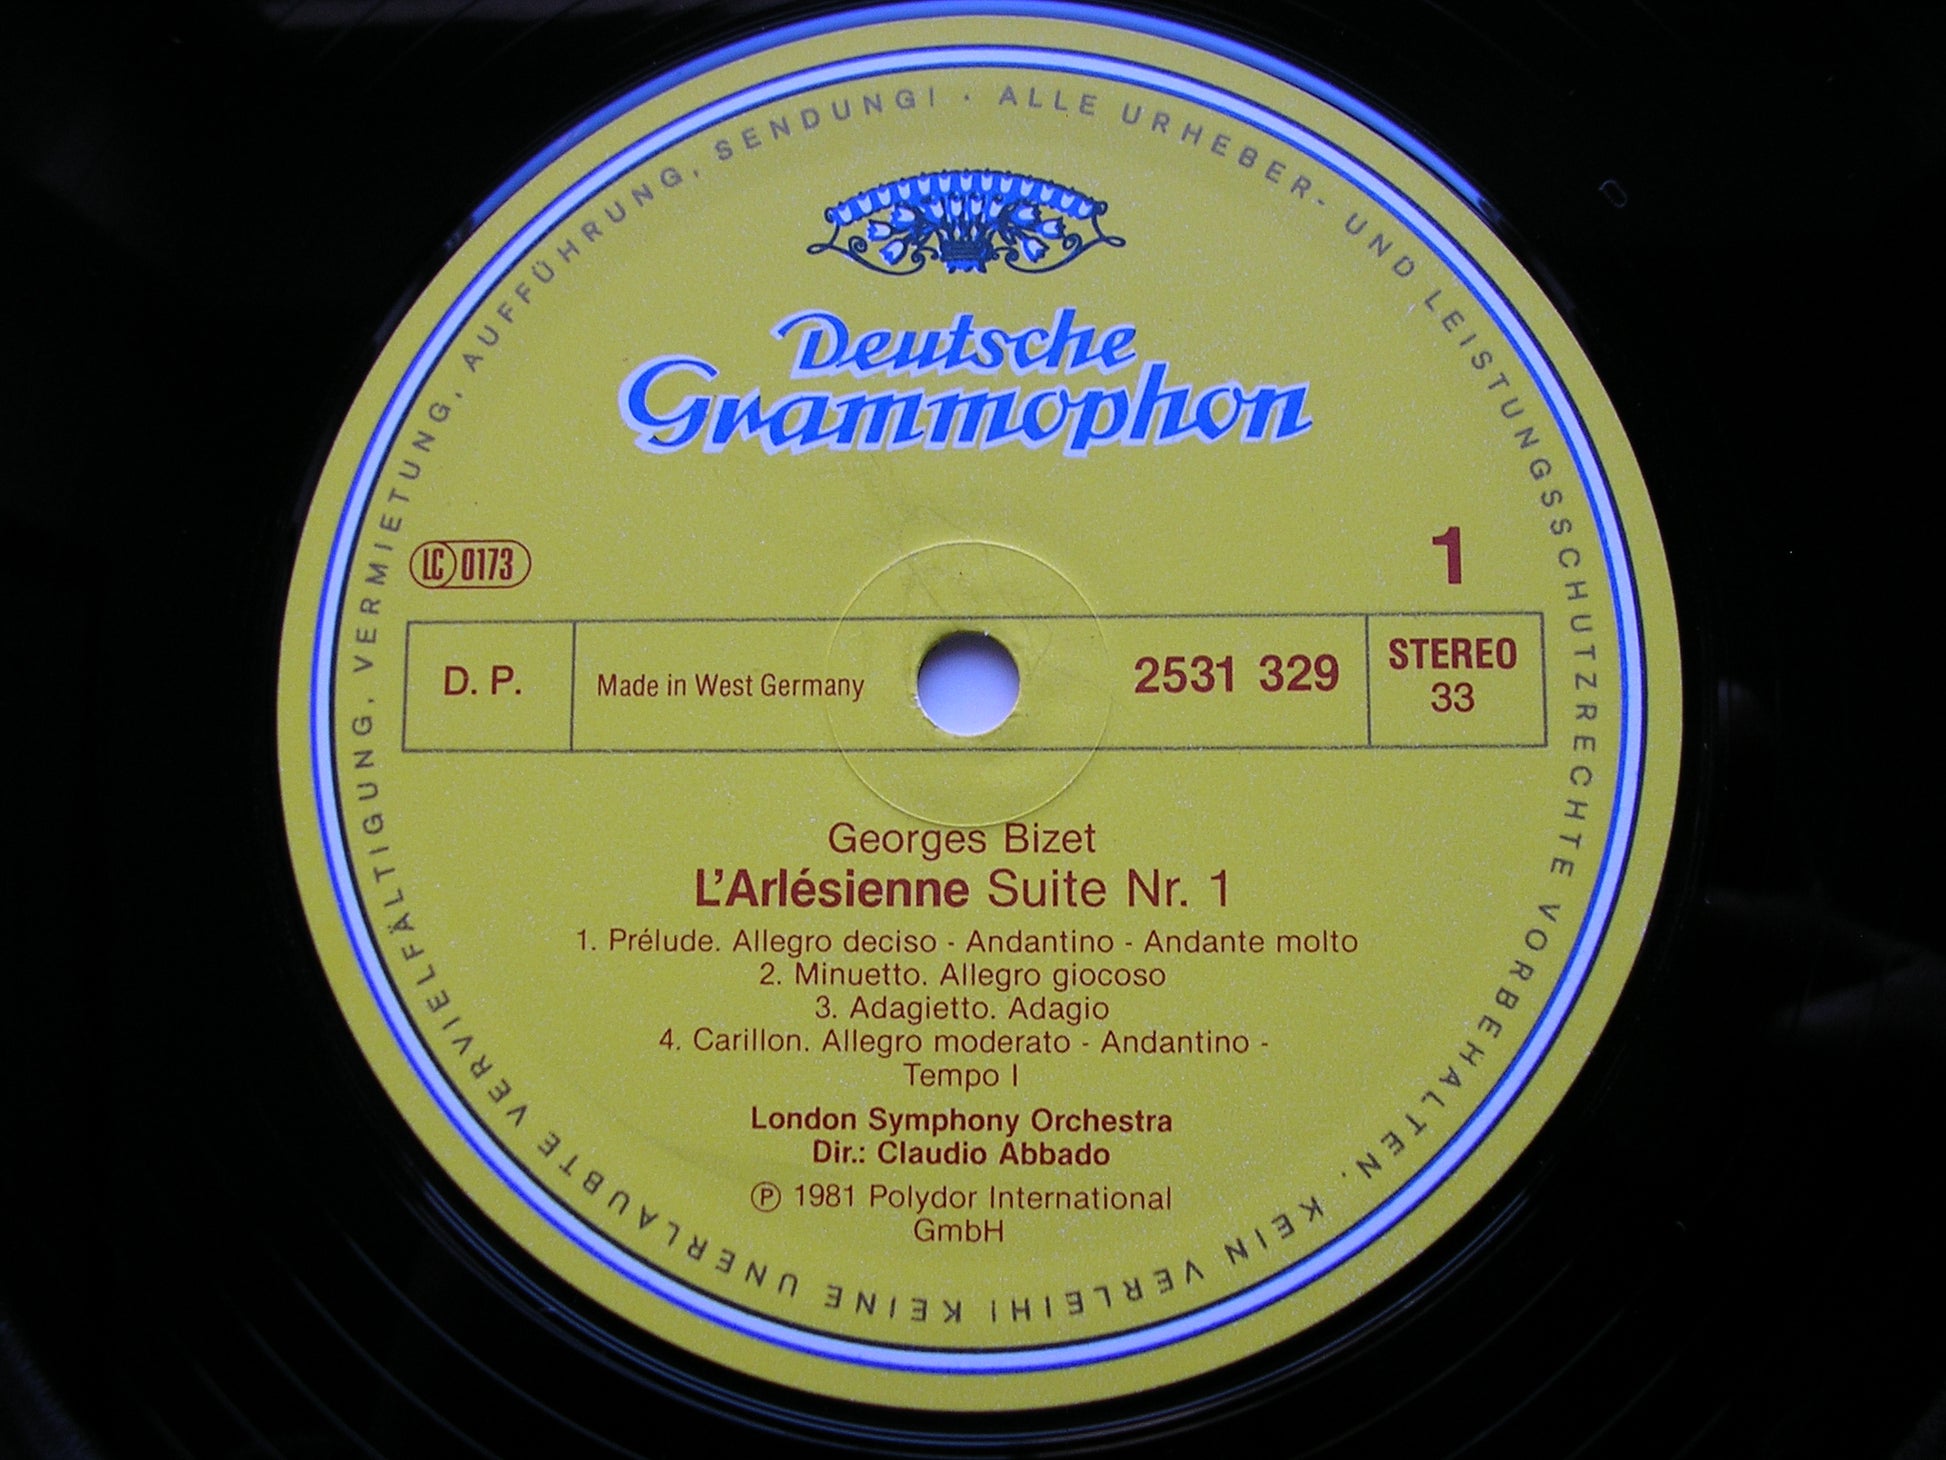 ALLE URHEBER- UND LEISTUNGSSCHUTZRECHTE VORBEHALTEN. KEIN VERLEIH! KEINE UNERLAUBTE VERVIELFÄLTIGUNG, VERMIETUNG, AUFFÜHRUNG, SENDUNG! ·
Deutsche
Grammophon
LC 0173
1
D. P.
Made in West Germany
2531 329
STEREO
33
Georges Bizet
L'Arlésienne Suite Nr. 1
1. Prélude. Allegro deciso - Andantino - Andante molto
2. Minuetto. Allegro giocoso
3. Adagietto. Adagio
4. Carillon. Allegro moderato - Andantino -
Tempo I
London Symphony Orchestra
Dir.: Claudio Abbado
Ⓟ 1981 Polydor International
GmbH